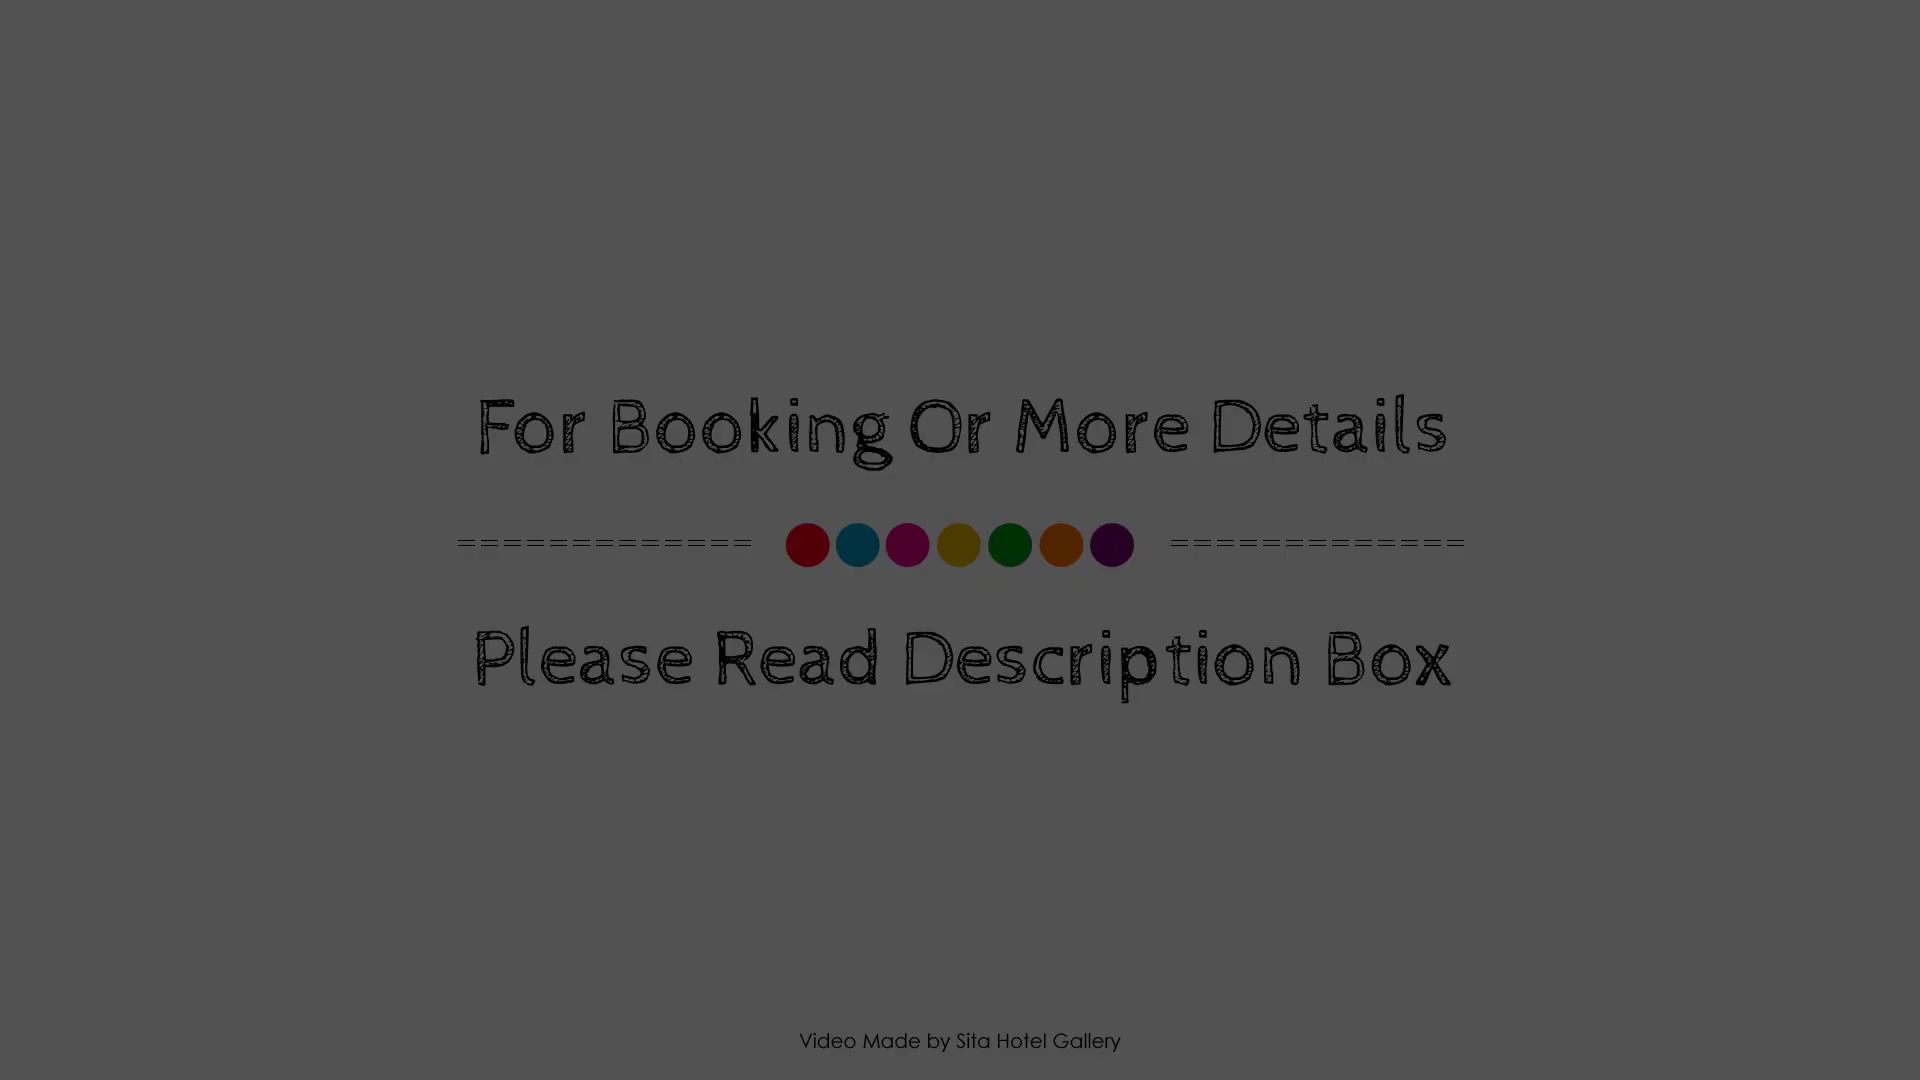 For Booking Or More Details
============= =============
Please Read Description Box
Video Made by Sita Hotel Gallery